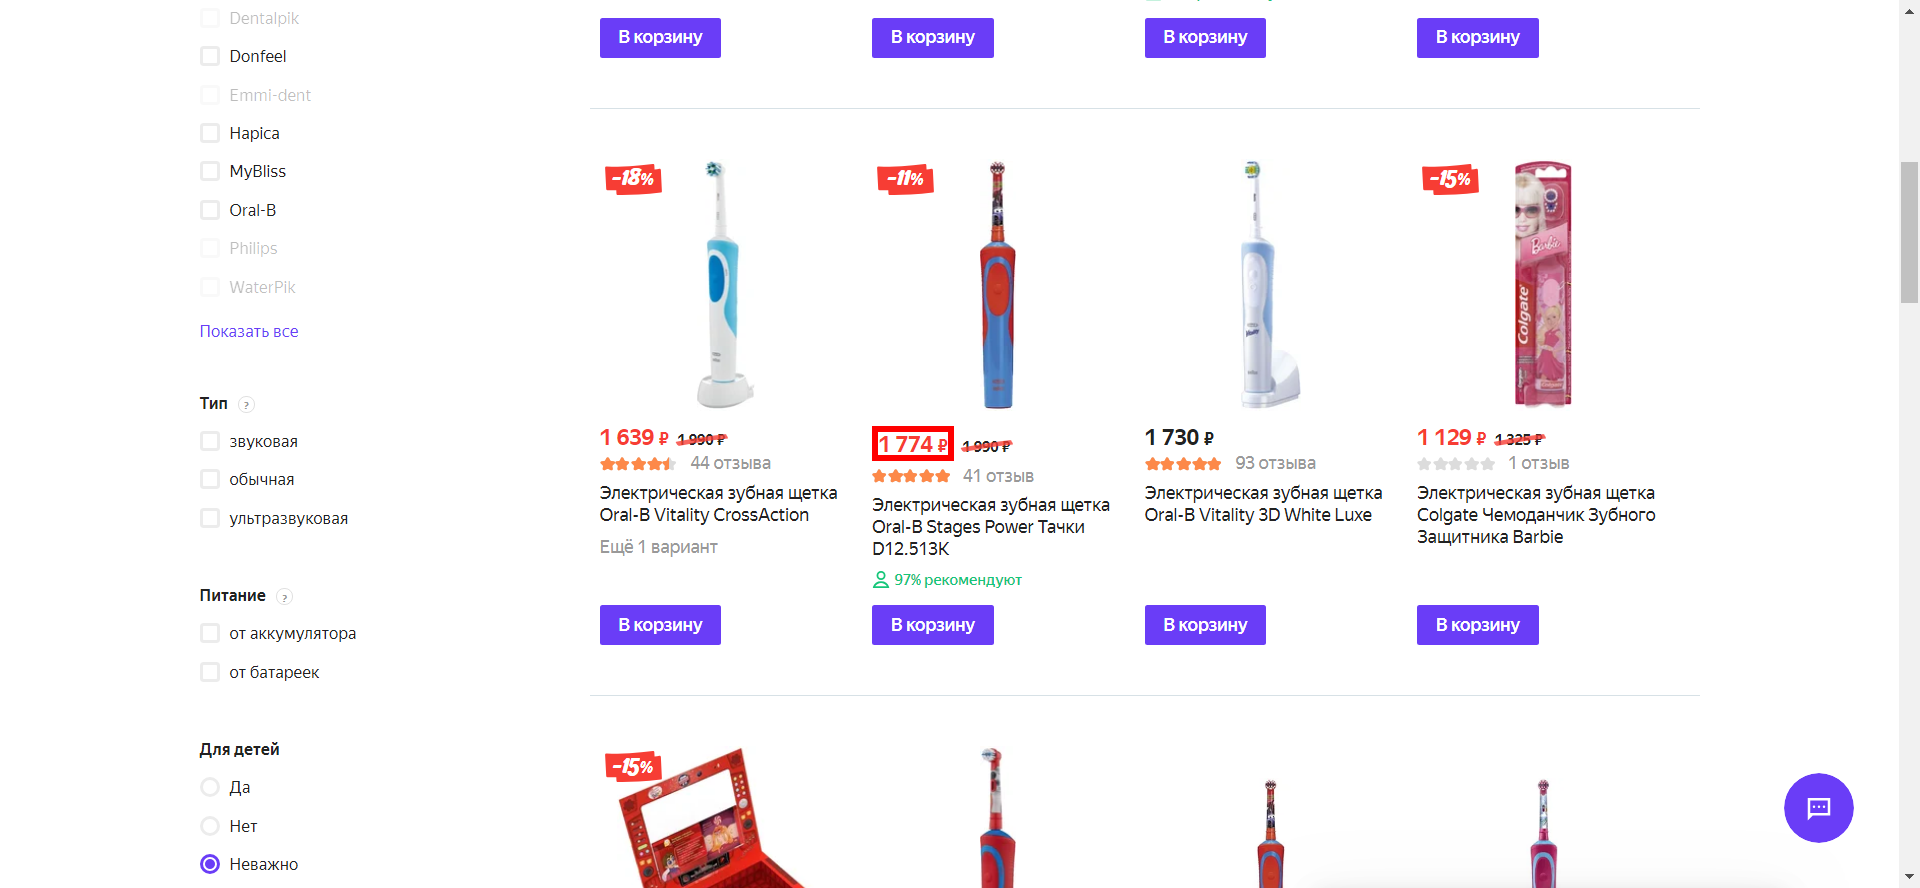 Dentalpik
Donfeel
Emmi-dent
Hapica
MyBliss
Oral-B
Philips
WaterPik
Показать все
Тип ?
звуковая
обычная
ультразвуковая
Питание ?
от аккумулятора
от батареек
Для детей
Да
Нет
Неважно
В корзину
В корзину
В корзину
В корзину
-18%
1 639 ₽ 1 990 ₽
44 отзыва
Электрическая зубная щетка
Oral-B Vitality CrossAction
Ещё 1 вариант
В корзину
-11%
1 774 ₽ 1 990 ₽
41 отзыв
Электрическая зубная щетка
Oral-B Stages Power Тачки
D12.513K
97% рекомендуют
В корзину
1 730 ₽
93 отзыва
Электрическая зубная щетка
Oral-B Vitality 3D White Luxe
В корзину
-15%
Barbie
Colgate
1 129 ₽ 1 325 ₽
1 отзыв
Электрическая зубная щетка
Colgate Чемоданчик Зубного
Защитника Barbie
В корзину
-15%